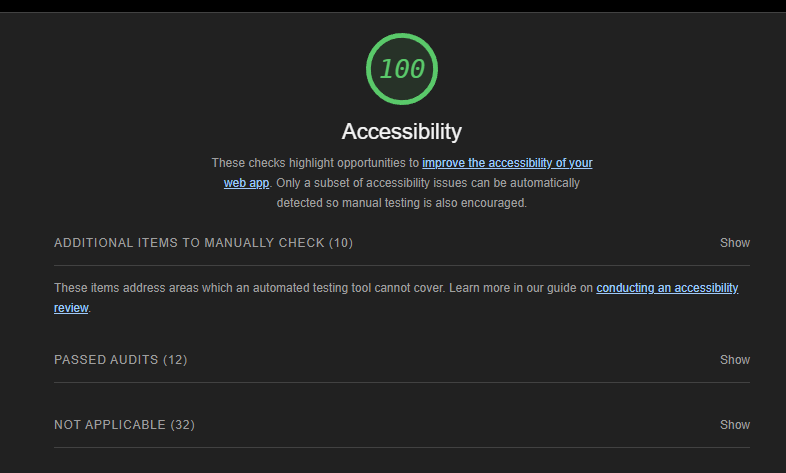 100
Accessibility
These checks highlight opportunities to improve the accessibility of your
web app. Only a subset of accessibility issues can be automatically
detected so manual testing is also encouraged.
ADDITIONAL ITEMS TO MANUALLY CHECK (10) Show
These items address areas which an automated testing tool cannot cover. Learn more in our guide on conducting an accessibility
review.
PASSED AUDITS (12) Show
NOT APPLICABLE (32) Show